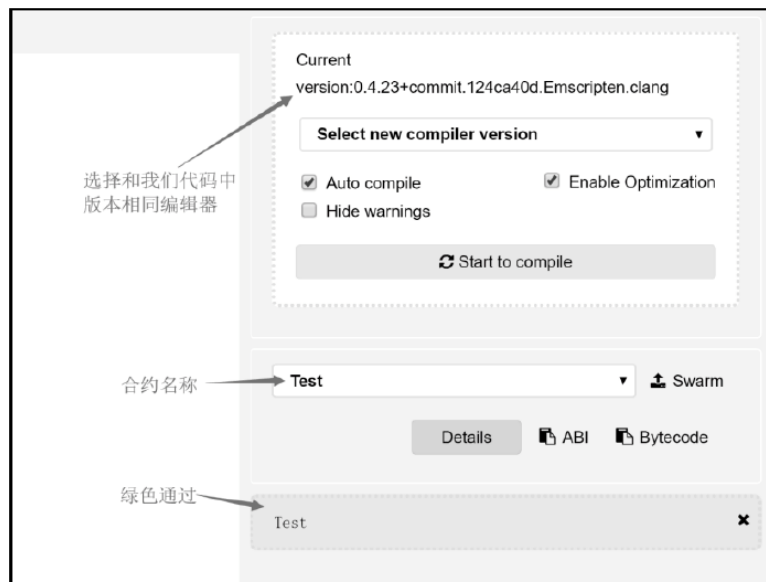 Current
version:0.4.23+commit.124ca40d.Emscripten.clang
Select new compiler version
选择和我们代码中
版本相同编辑器
Auto compile
Enable Optimization
Hide warnings
Start to compile
合约名称
Test
Swarm
Details
ABI
Bytecode
绿色通过
Test